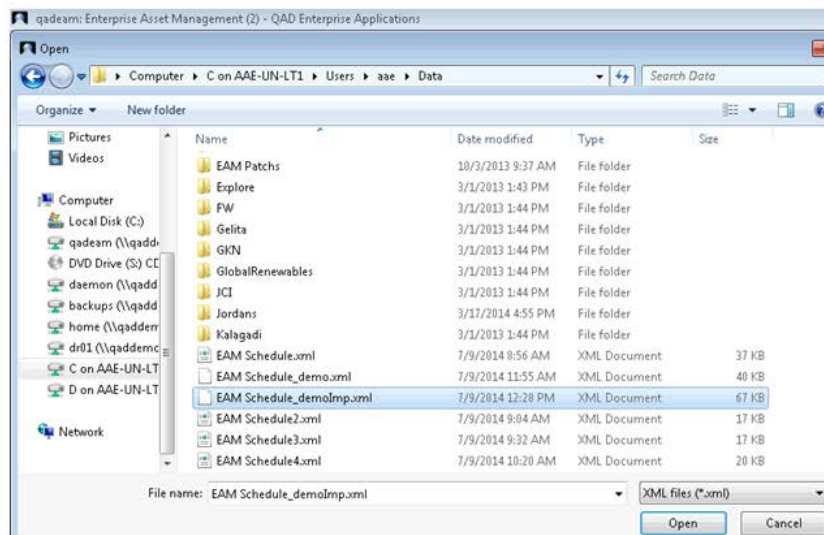 qadeam: Enterprise Asset Management (2) - QAD Enterprise Applications
Open
Computer ▸ C on AAE-UN-LT1 ▸ Users ▸ aae ▸ Data
Search Data
Organize New folder
Pictures
Videos
Computer
Local Disk (C:)
qadeam (\\qadd
DVD Drive (S:) CD
daemon (\\qadd
backups (\\qadd
home (\\qaddem
dr01 (\\qaddemo
C on AAE-UN-LT
D on AAE-UN-LT
Network
Name Date modified Type Size
EAM Patchs 10/3/2013 9:37 AM File folder
Explore 3/1/2013 1:43 PM File folder
FW 3/1/2013 1:44 PM File folder
Gelita 3/1/2013 1:44 PM File folder
GKN 3/1/2013 1:44 PM File folder
GlobalRenewables 3/1/2013 1:44 PM File folder
JCI 3/1/2013 1:44 PM File folder
Jordans 3/17/2014 4:55 PM File folder
Kalagadi 3/1/2013 1:44 PM File folder
EAM Schedule.xml 7/9/2014 8:56 AM XML Document 37 KB
EAM Schedule_demo.xml 7/9/2014 11:55 AM XML Document 40 KB
EAM Schedule_demoImp.xml 7/9/2014 12:28 PM XML Document 67 KB
EAM Schedule2.xml 7/9/2014 9:04 AM XML Document 17 KB
EAM Schedule3.xml 7/9/2014 9:32 AM XML Document 17 KB
EAM Schedule4.xml 7/9/2014 10:20 AM XML Document 20 KB
File name: EAM Schedule_demoImp.xml XML files (*.xml)
Open Cancel